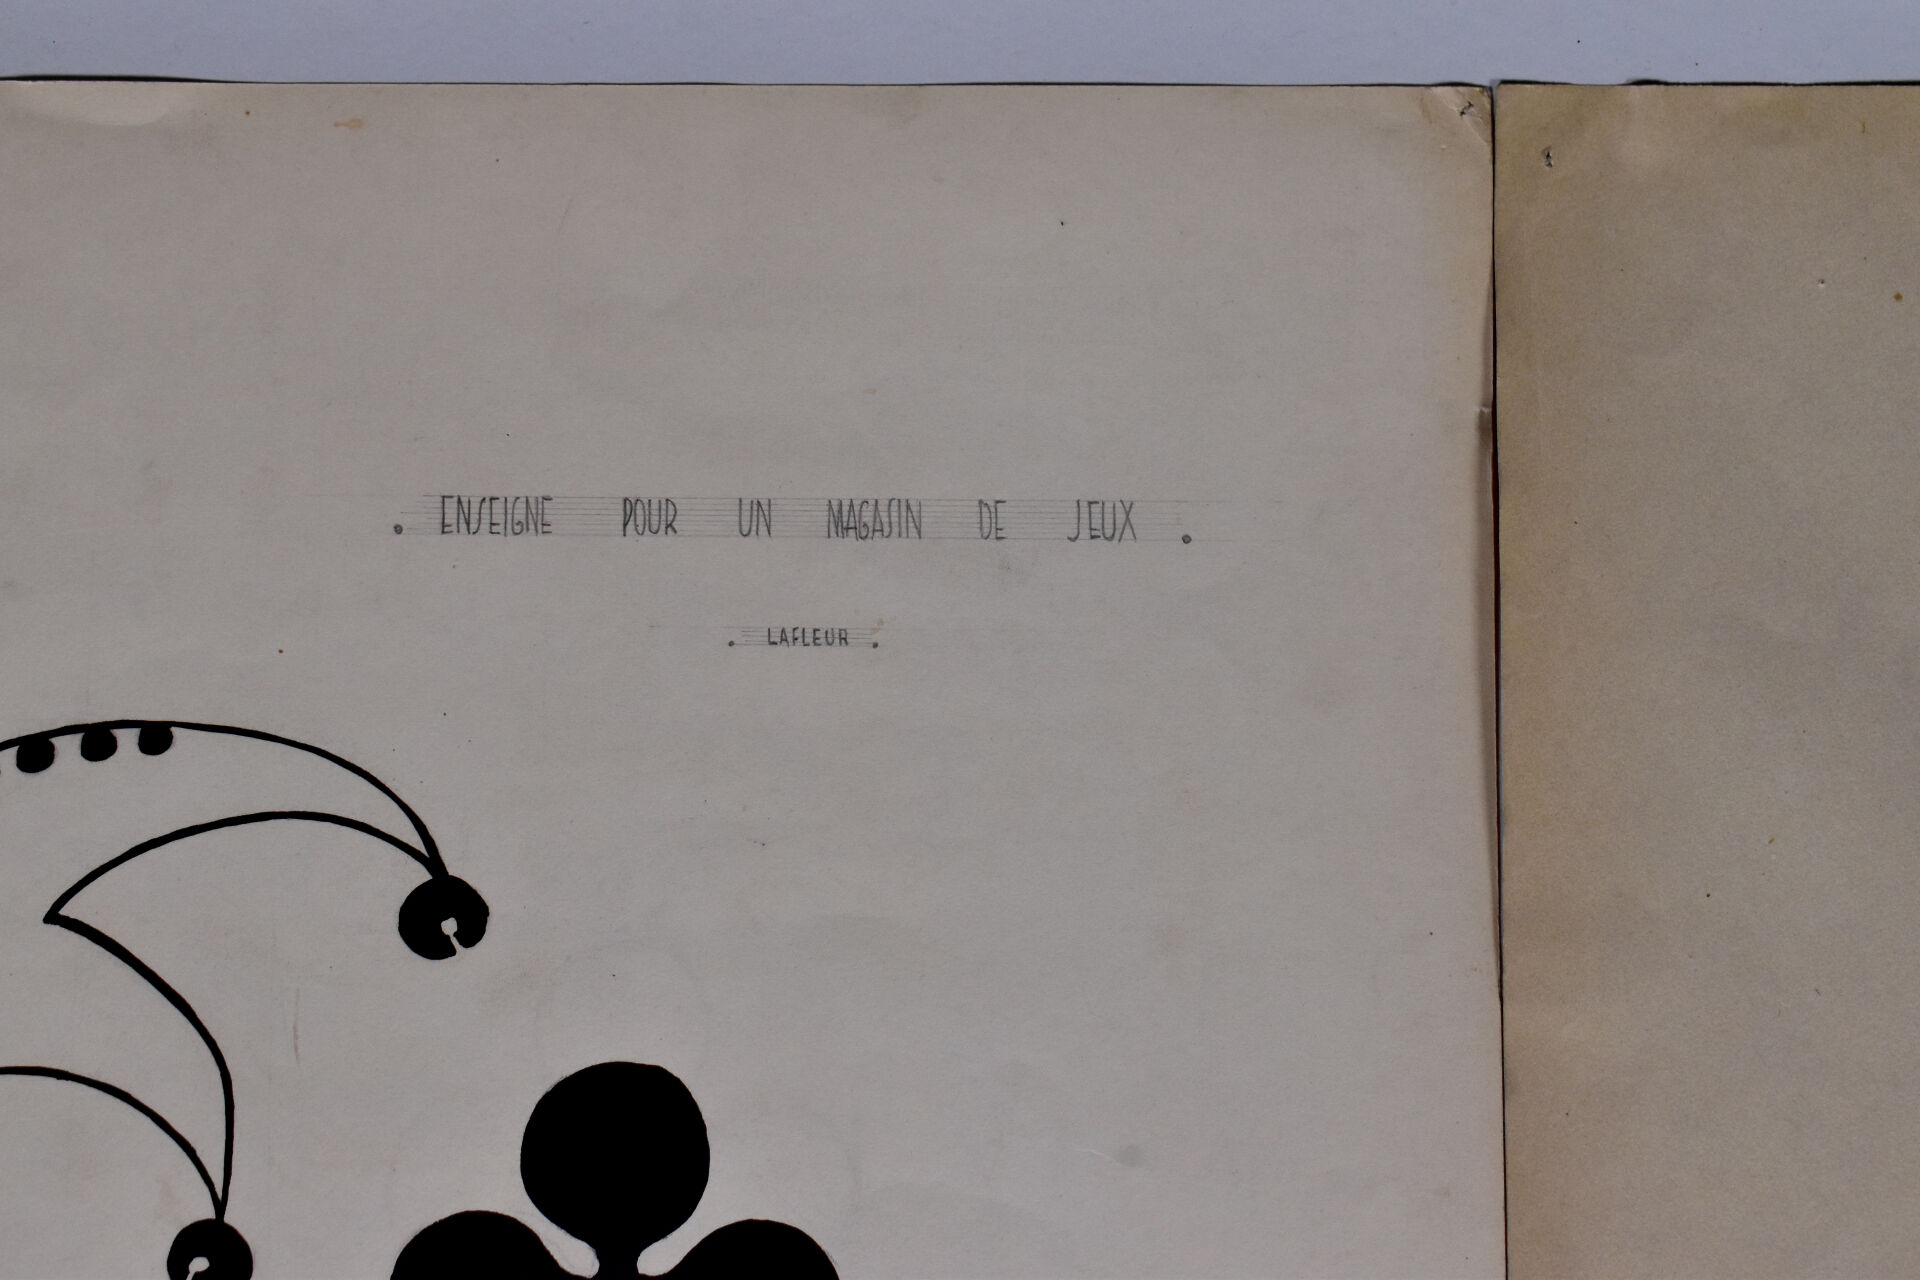 . ENSEIGNE POUR UN MAGASIN DE JEUX .
. LAFLEUR .